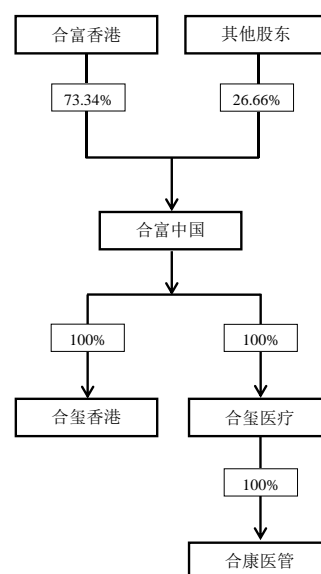 合富香港
其他股东
73.34%
26.66%
合富中国
100%
100%
合玺香港
合玺医疗
100%
合康医管